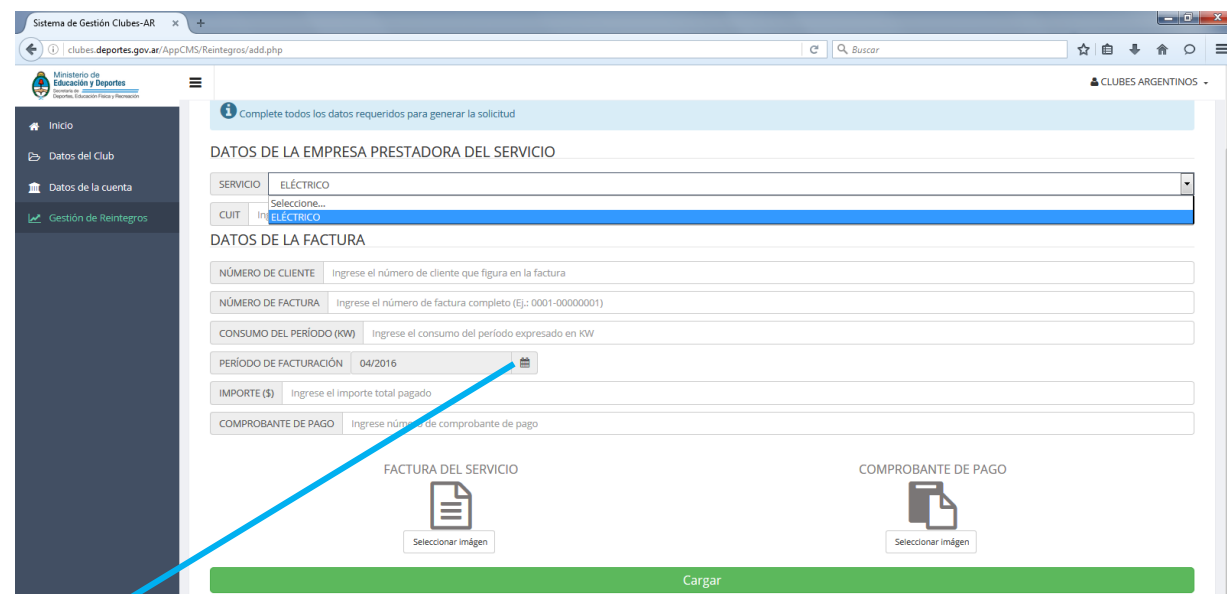 Sistema de Gestión Clubes-AR × +
clubes.deportes.gov.ar/AppCMS/Reintegros/add.php
Buscar
Ministerio de
Educación y Deportes
Deportes, Educación Física y Recreación
CLUBES ARGENTINOS
Inicio
Datos del Club
Datos de la cuenta
Gestión de Reintegros
Complete todos los datos requeridos para generar la solicitud
DATOS DE LA EMPRESA PRESTADORA DEL SERVICIO
SERVICIO ELÉCTRICO
Seleccione...
ELÉCTRICO
CUIT
DATOS DE LA FACTURA
NÚMERO DE CLIENTE Ingrese el número de cliente que figura en la factura
NÚMERO DE FACTURA Ingrese el número de factura completo (Ej.: 0001-00000001)
CONSUMO DEL PERÍODO (KW) Ingrese el consumo del período expresado en KW
PERÍODO DE FACTURACIÓN 04/2016
IMPORTE ($) Ingrese el importe total pagado
COMPROBANTE DE PAGO Ingrese número de comprobante de pago
FACTURA DEL SERVICIO
Seleccionar imágen
COMPROBANTE DE PAGO
Seleccionar imágen
Cargar